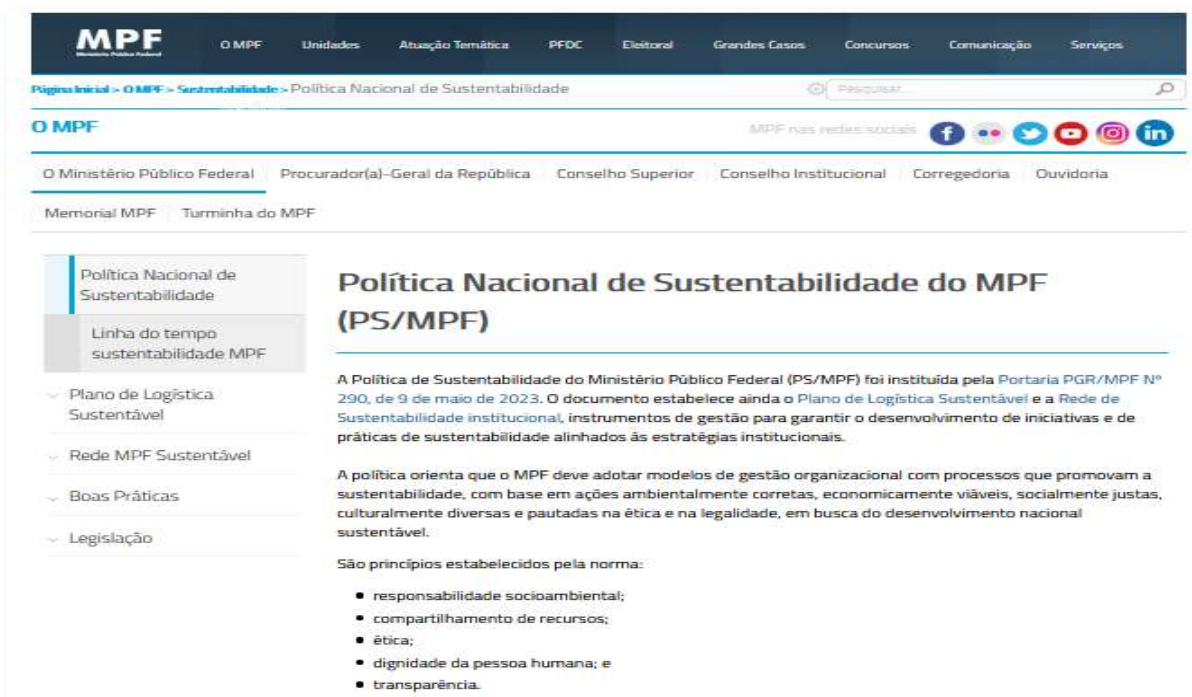 MPF
Ministério Público Federal
O MPF Unidades Atuação Temática PFDC Eleitoral Grandes Casos Concursos Comunicação Serviços
Página Inicial > O MPF > Sustentabilidade > Política Nacional de Sustentabilidade
Pesquisar...
O MPF
MPF nas redes sociais
O Ministério Público Federal Procurador(a)-Geral da República Conselho Superior Conselho Institucional Corregedoria Ouvidoria
Memorial MPF Turminha do MPF
Política Nacional de
Sustentabilidade
Linha do tempo
sustentabilidade MPF
Plano de Logística
Sustentável
Rede MPF Sustentável
Boas Práticas
Legislação
Política Nacional de Sustentabilidade do MPF
(PS/MPF)
A Política de Sustentabilidade do Ministério Público Federal (PS/MPF) foi instituída pela Portaria PGR/MPF Nº
290, de 9 de maio de 2023. O documento estabelece ainda o Plano de Logística Sustentável e a Rede de
Sustentabilidade institucional, instrumentos de gestão para garantir o desenvolvimento de iniciativas e de
práticas de sustentabilidade alinhados às estratégias institucionais.
A política orienta que o MPF deve adotar modelos de gestão organizacional com processos que promovam a
sustentabilidade, com base em ações ambientalmente corretas, economicamente viáveis, socialmente justas,
culturalmente diversas e pautadas na ética e na legalidade, em busca do desenvolvimento nacional
sustentável.
São princípios estabelecidos pela norma:
• responsabilidade socioambiental;
• compartilhamento de recursos;
• ética;
• dignidade da pessoa humana; e
• transparência.